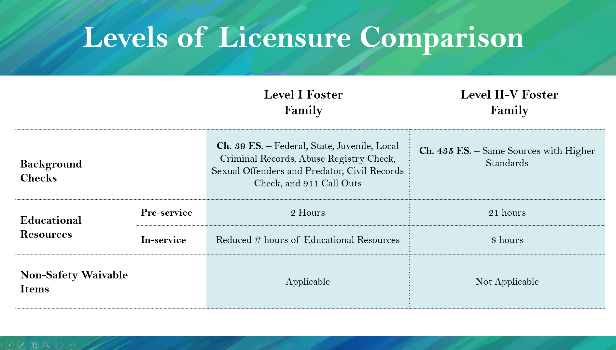 Levels of Licensure Comparison
Level I Foster
Family
Level II-V Foster
Family
Background
Checks
Ch. 39 F.S. – Federal, State, Juvenile, Local
Criminal Records, Abuse Registry Check,
Sexual Offenders and Predator, Civil Records
Check, and 911 Call Outs
Ch. 435 F.S. – Same Sources with Higher
Standards
Educational
Resources
Pre-service
2 Hours
21 hours
In-service
Reduced # hours of Educational Resources
8 hours
Non-Safety Waivable
Items
Applicable
Not Applicable